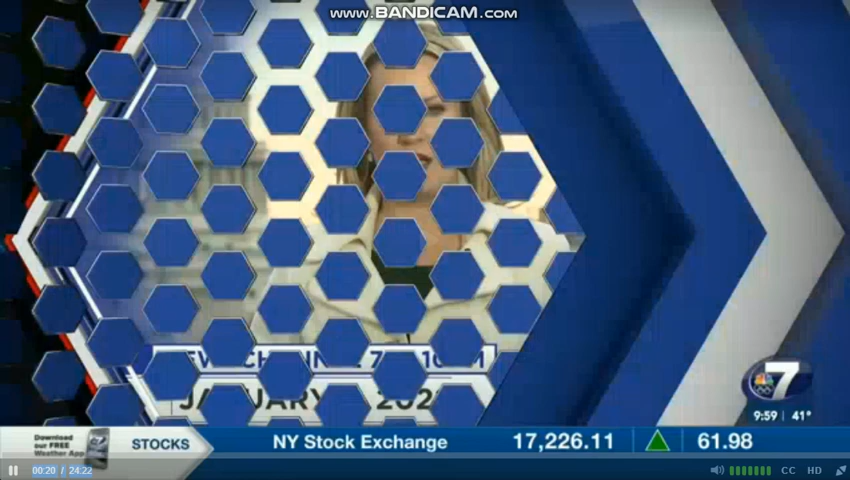 www.BANDICAM.com
7
9:59 41°
Download
our FREE
Weather App
STOCKS
NY Stock Exchange
17,226.11
61.98
00:20 / 24:22
CC
HD